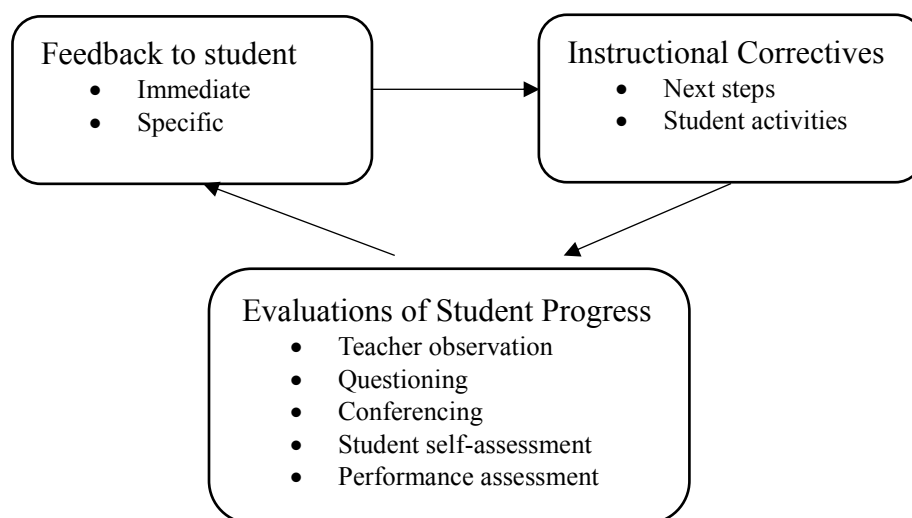 Feedback to student
• Immediate
• Specific
Instructional Correctives
• Next steps
• Student activities
Evaluations of Student Progress
• Teacher observation
• Questioning
• Conferencing
• Student self-assessment
• Performance assessment